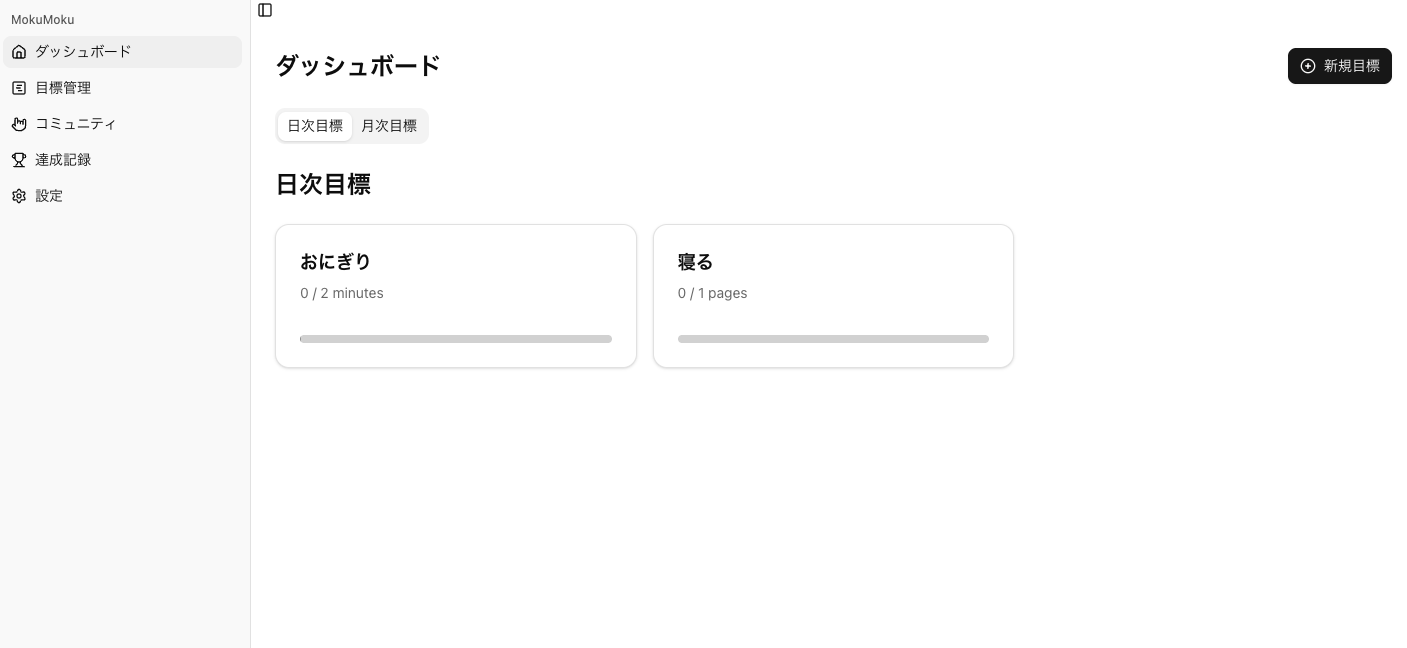 MokuMoku
ダッシュボード
目標管理
コミュニティ
達成記録
設定
ダッシュボード
新規目標
日次目標 月次目標
日次目標
おにぎり
0 / 2 minutes
寝る
0 / 1 pages